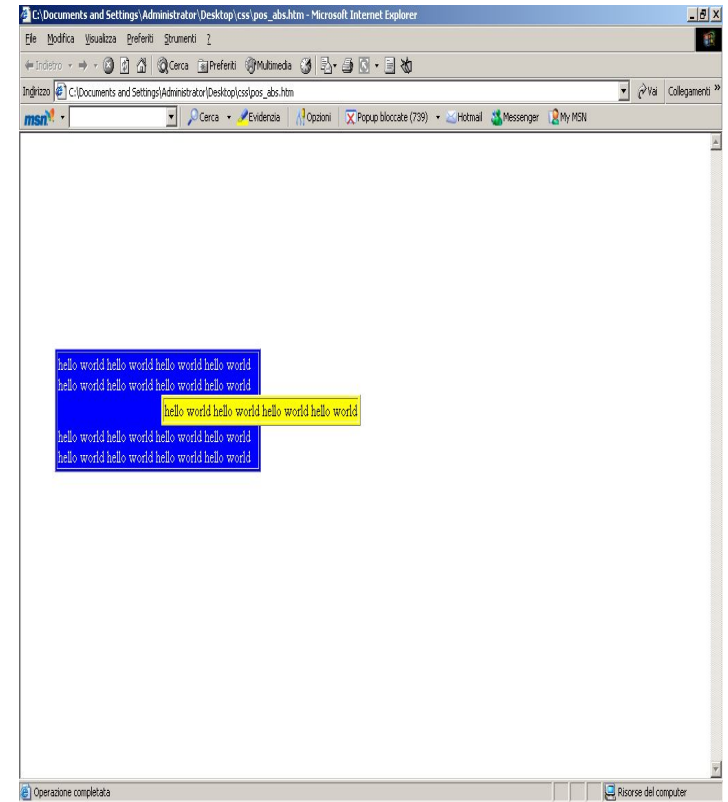 C:\Documents and Settings\Administrator\Desktop\css\pos_abs.htm - Microsoft Internet Explorer
File Modifica Visualizza Preferiti Strumenti ?
Indietro Cerca Preferiti Multimedia
Indirizzo C:\Documents and Settings\Administrator\Desktop\css\pos_abs.htm Vai Collegamenti »
msn Cerca Evidenzia Opzioni Popup bloccate (739) Hotmail Messenger My MSN
hello world hello world hello world hello world
hello world hello world hello world hello world
hello world hello world hello world hello world
hello world hello world hello world hello world
hello world hello world hello world hello world
Operazione completata Risorse del computer